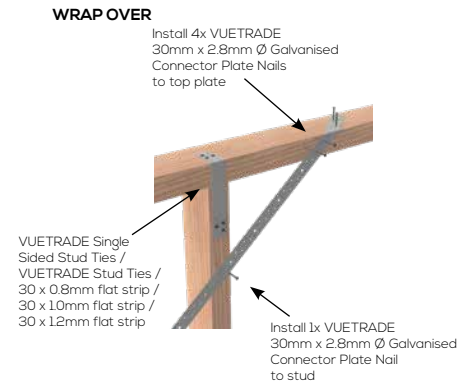 WRAP OVER
Install 4x VUETRADE
30mm x 2.8mm Ø Galvanised
Connector Plate Nails
to top plate
VUETRADE Single
Sided Stud Ties /
VUETRADE Stud Ties /
30 x 0.8mm flat strip /
30 x 1.0mm flat strip /
30 x 1.2mm flat strip
Install 1x VUETRADE
30mm x 2.8mm Ø Galvanised
Connector Plate Nail
to stud